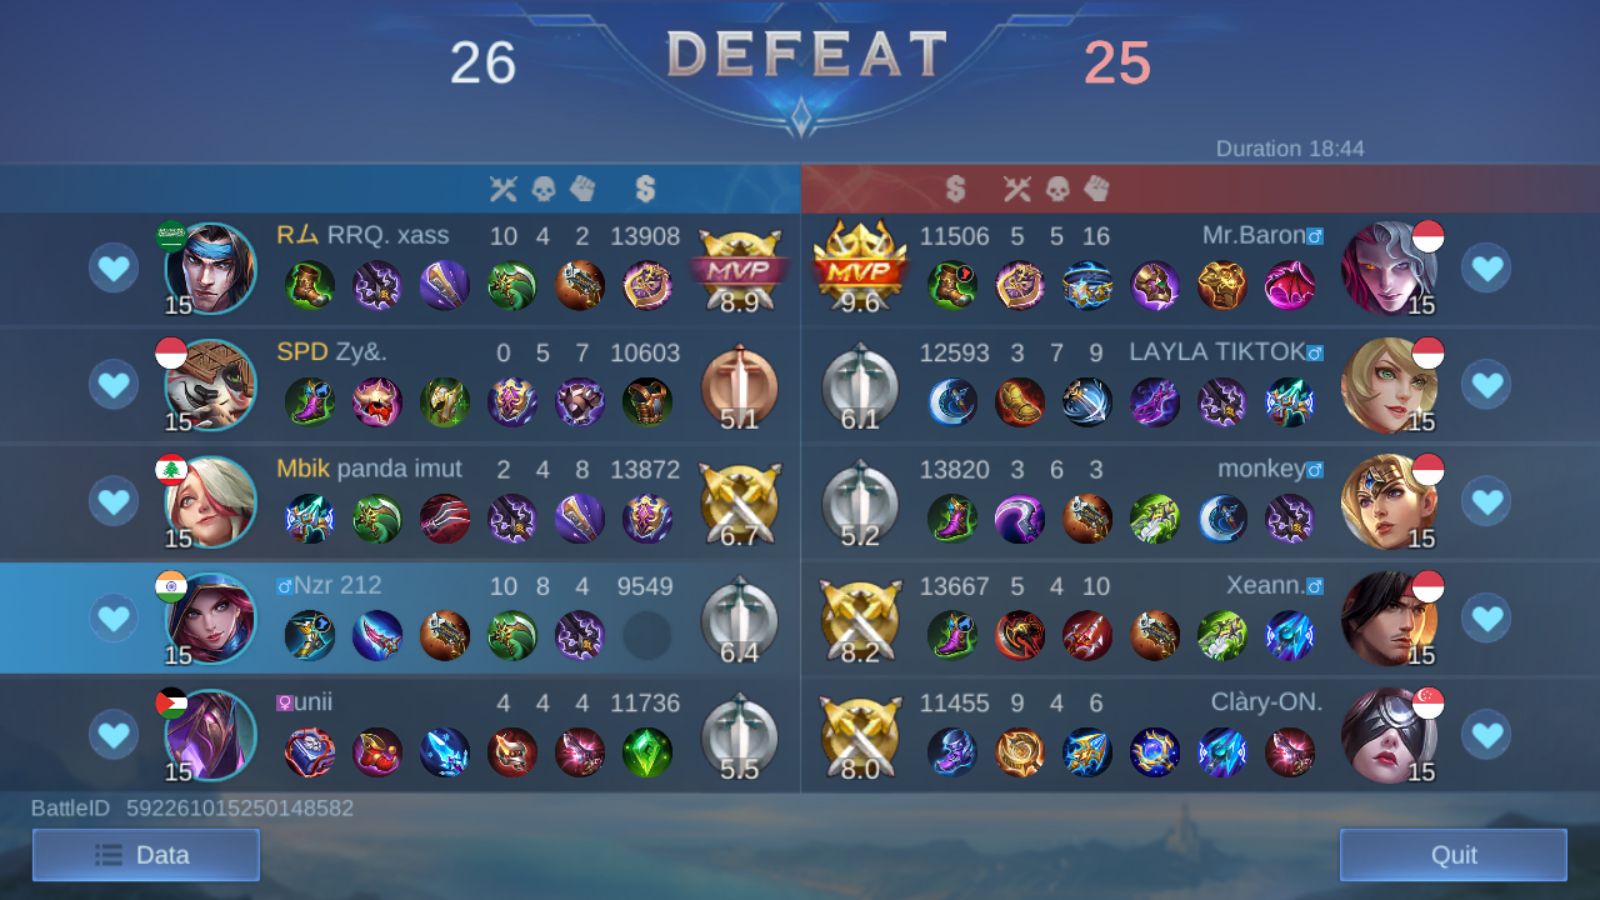 26 DEFEAT 25
Duration 18:44
15 Rム RRQ. xass 10 4 2 13908 MVP 8.9
MVP 9.6 11506 5 5 16 Mr.Baron♂ 15
15 SPD Zy&. 0 5 7 10603 5.1
6.1 12593 3 7 9 LAYLA TIKTOK♂ 15
15 Mbik panda imut 2 4 8 13872 6.7
5.2 13820 3 6 3 monkey♂ 15
15 ♂Nzr 212 10 8 4 9549 6.4
8.2 13667 5 4 10 Xeann.♂ 15
15 ♀unii 4 4 4 11736 5.5
8.0 11455 9 4 6 Clàry-ON. 15
BattleID 592261015250148582
Data
Quit